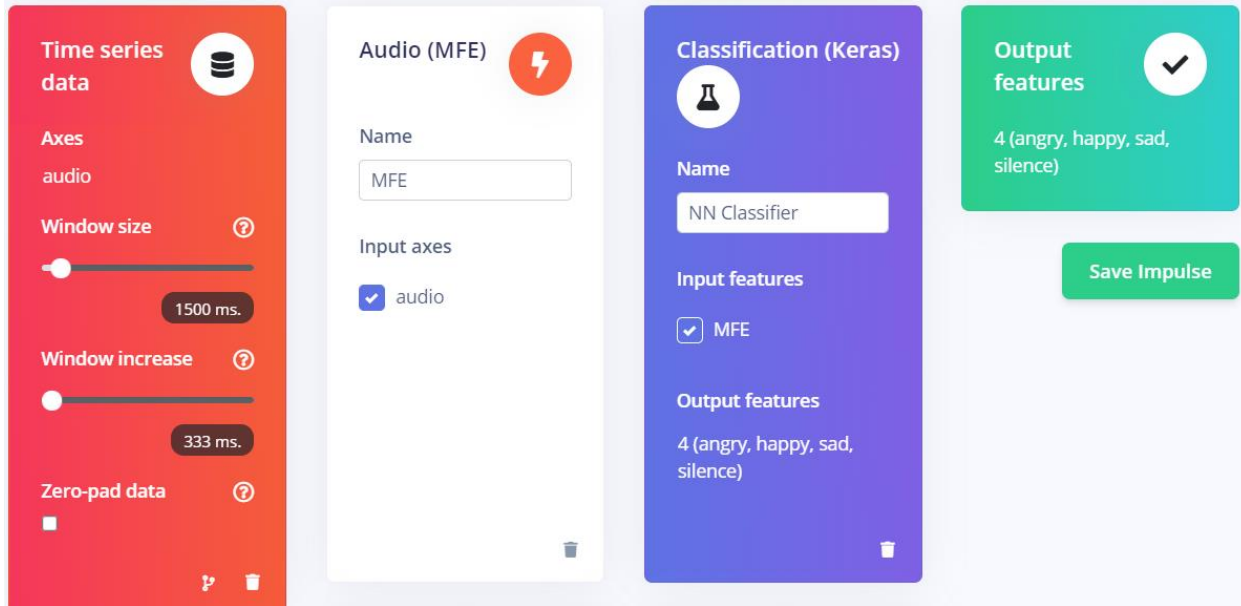 Time series
data
Axes
audio
Window size
1500 ms.
Window increase
333 ms.
Zero-pad data
Audio (MFE)
Name
MFE
Input axes
audio
Classification (Keras)
Name
NN Classifier
Input features
MFE
Output features
4 (angry, happy, sad,
silence)
Output
features
4 (angry, happy, sad,
silence)
Save Impulse